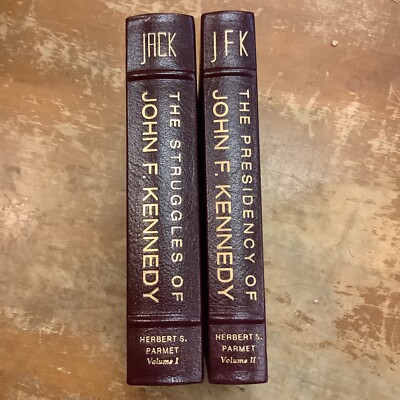 JACK
THE STRUGGLES OF
JOHN F. KENNEDY
HERBERT S.
PARMET
Volume I
JFK
THE PRESIDENCY OF
JOHN F. KENNEDY
HERBERT S.
PARMET
Volume II